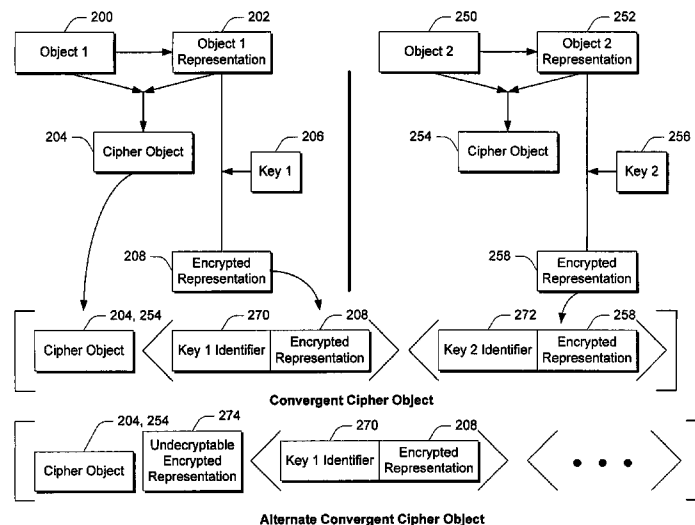 200
202
250
252
Object 1
Object 1
Representation
Object 2
Object 2
Representation
204
206
254
256
Cipher Object
Key 1
Cipher Object
Key 2
208
Encrypted
Representation
258
Encrypted
Representation
204, 254
270
208
272
258
Cipher Object
Key 1 Identifier
Encrypted
Representation
Key 2 Identifier
Encrypted
Representation
Convergent Cipher Object
204, 254
274
270
208
Cipher Object
Undecryptable
Encrypted
Representation
Key 1 Identifier
Encrypted
Representation
Alternate Convergent Cipher Object